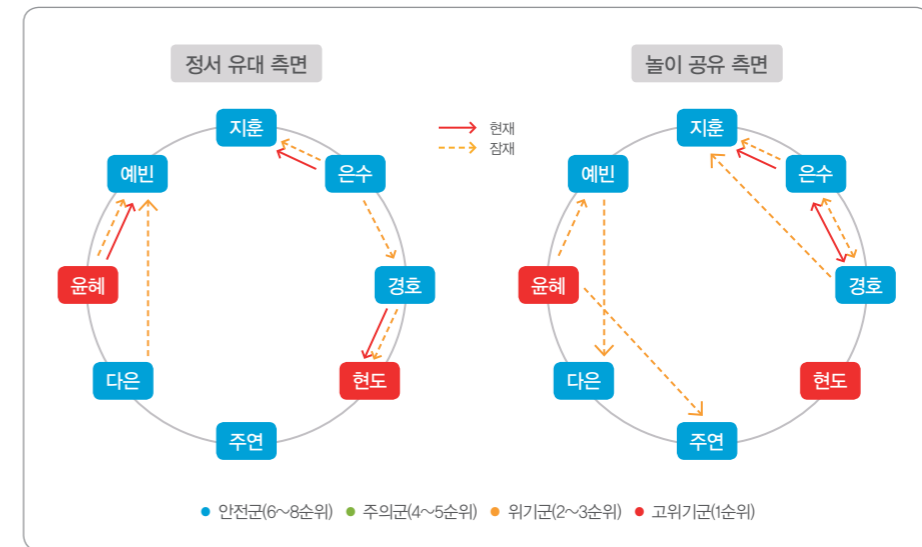 정서 유대 측면
놀이 공유 측면
현재
잠재
지훈
예빈
은수
윤혜
경호
다은
현도
주연
지훈
예빈
은수
윤혜
경호
다은
현도
주연
안전군(6~8순위) 주의군(4~5순위) 위기군(2~3순위) 고위기군(1순위)